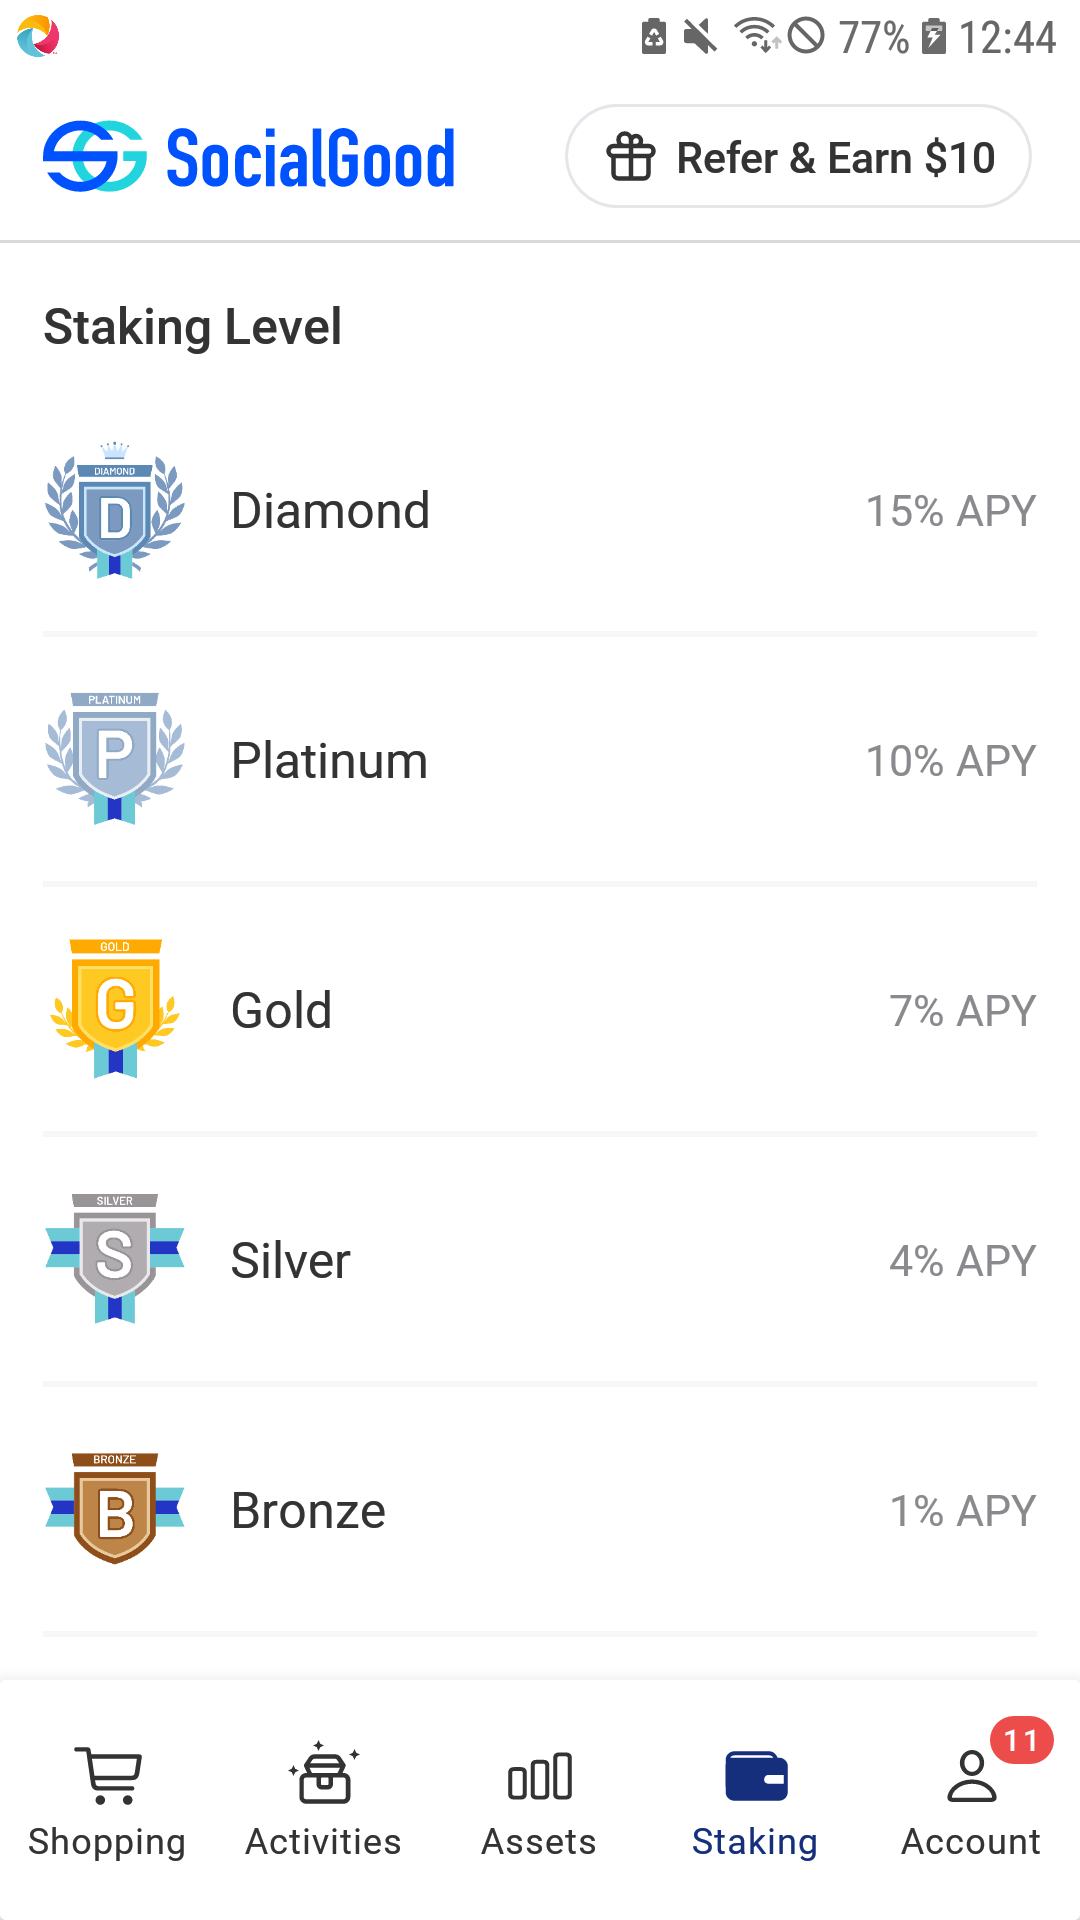 77% 12:44
SG SocialGood
Refer & Earn $10
Staking Level
DIAMOND
D
Diamond
15% APY
PLATINUM
P
Platinum
10% APY
GOLD
G
Gold
7% APY
SILVER
S
Silver
4% APY
BRONZE
B
Bronze
1% APY
11
Shopping Activities Assets Staking Account